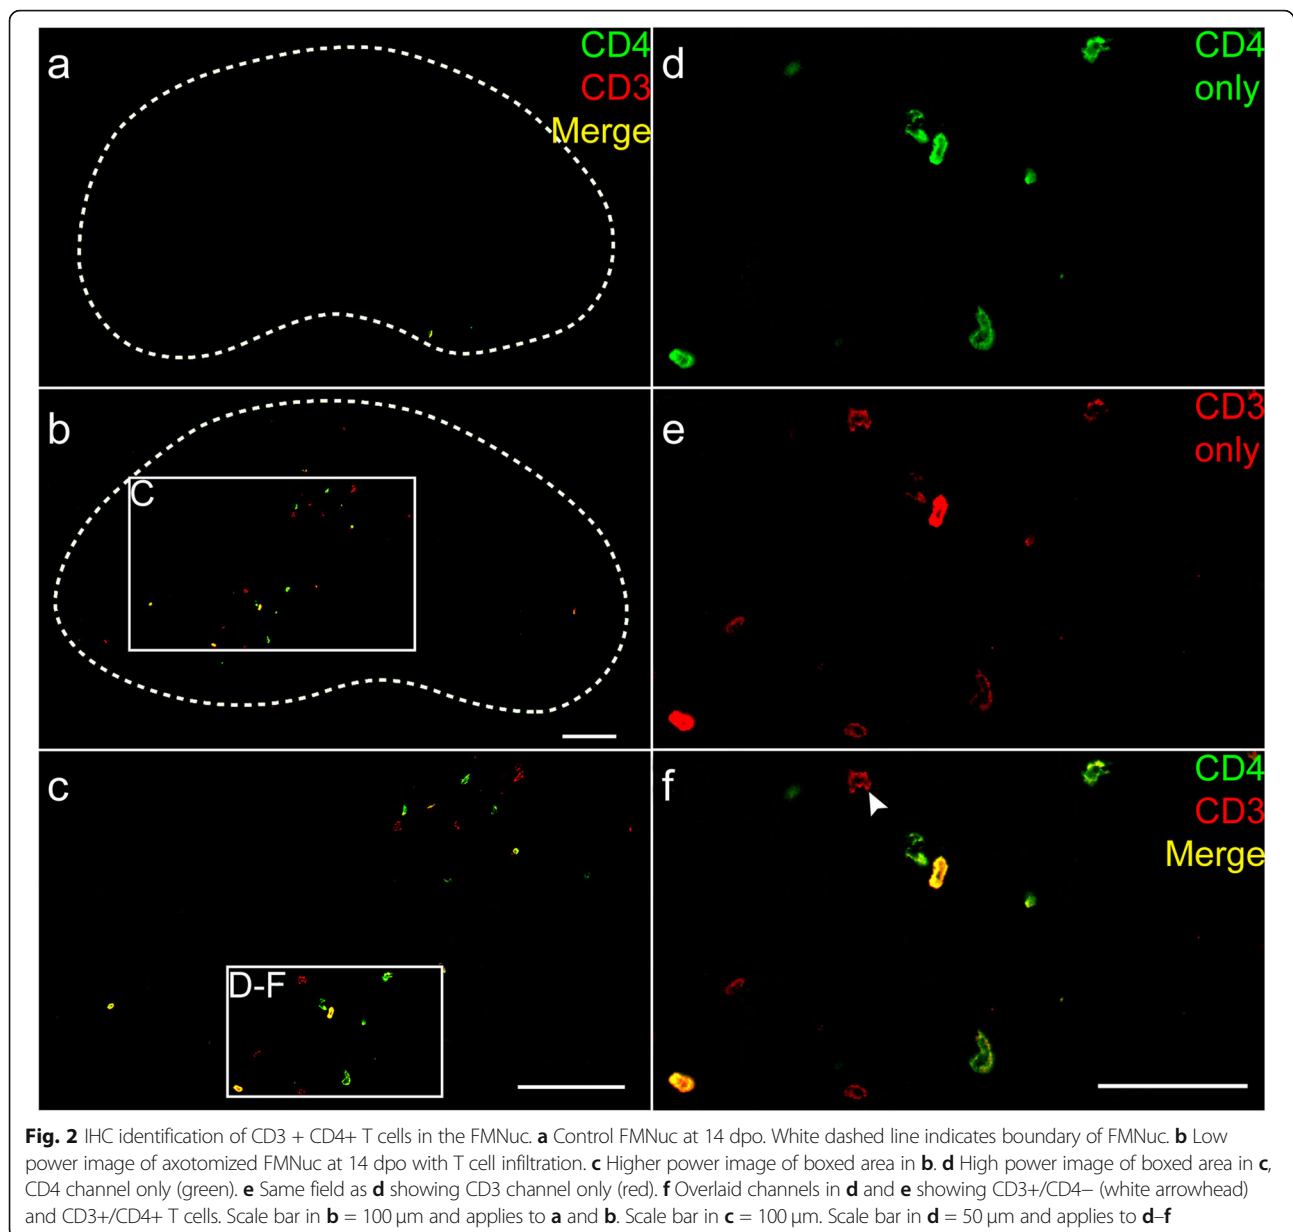 a
CD4
CD3
Merge
d
CD4
only
b
C
e
CD3
only
c
D-F
f
CD4
CD3
Merge
Fig. 2 IHC identification of CD3 + CD4+ T cells in the FMNuc. a Control FMNuc at 14 dpo. White dashed line indicates boundary of FMNuc. b Low
power image of axotomized FMNuc at 14 dpo with T cell infiltration. c Higher power image of boxed area in b. d High power image of boxed area in c,
CD4 channel only (green). e Same field as d showing CD3 channel only (red). f Overlaid channels in d and e showing CD3+/CD4− (white arrowhead)
and CD3+/CD4+ T cells. Scale bar in b = 100 μm and applies to a and b. Scale bar in c = 100 μm. Scale bar in d = 50 μm and applies to d–f